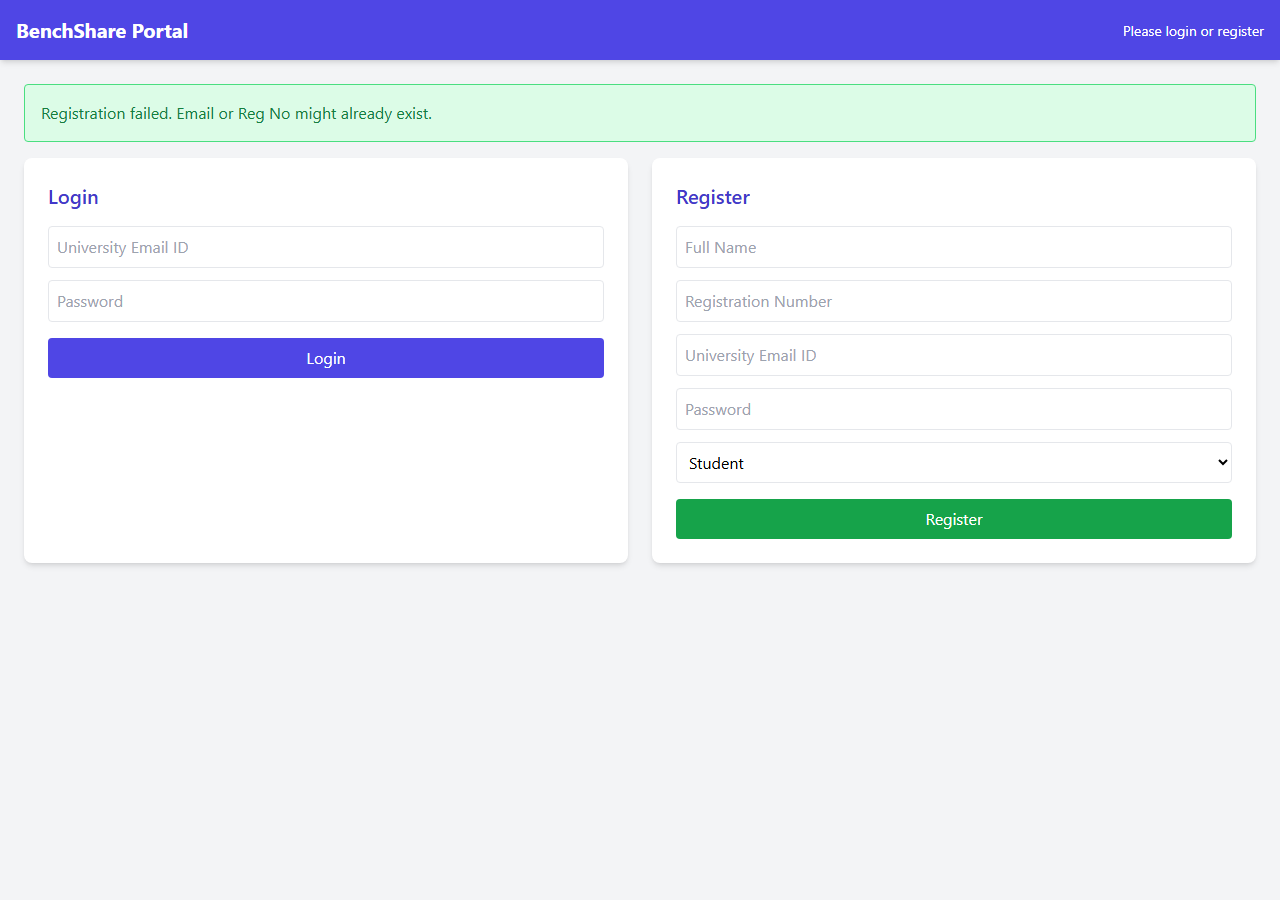 BenchShare Portal
Please login or register
Registration failed. Email or Reg No might already exist.
Login
University Email ID
Password
Login
Register
Full Name
Registration Number
University Email ID
Password
Student
Register